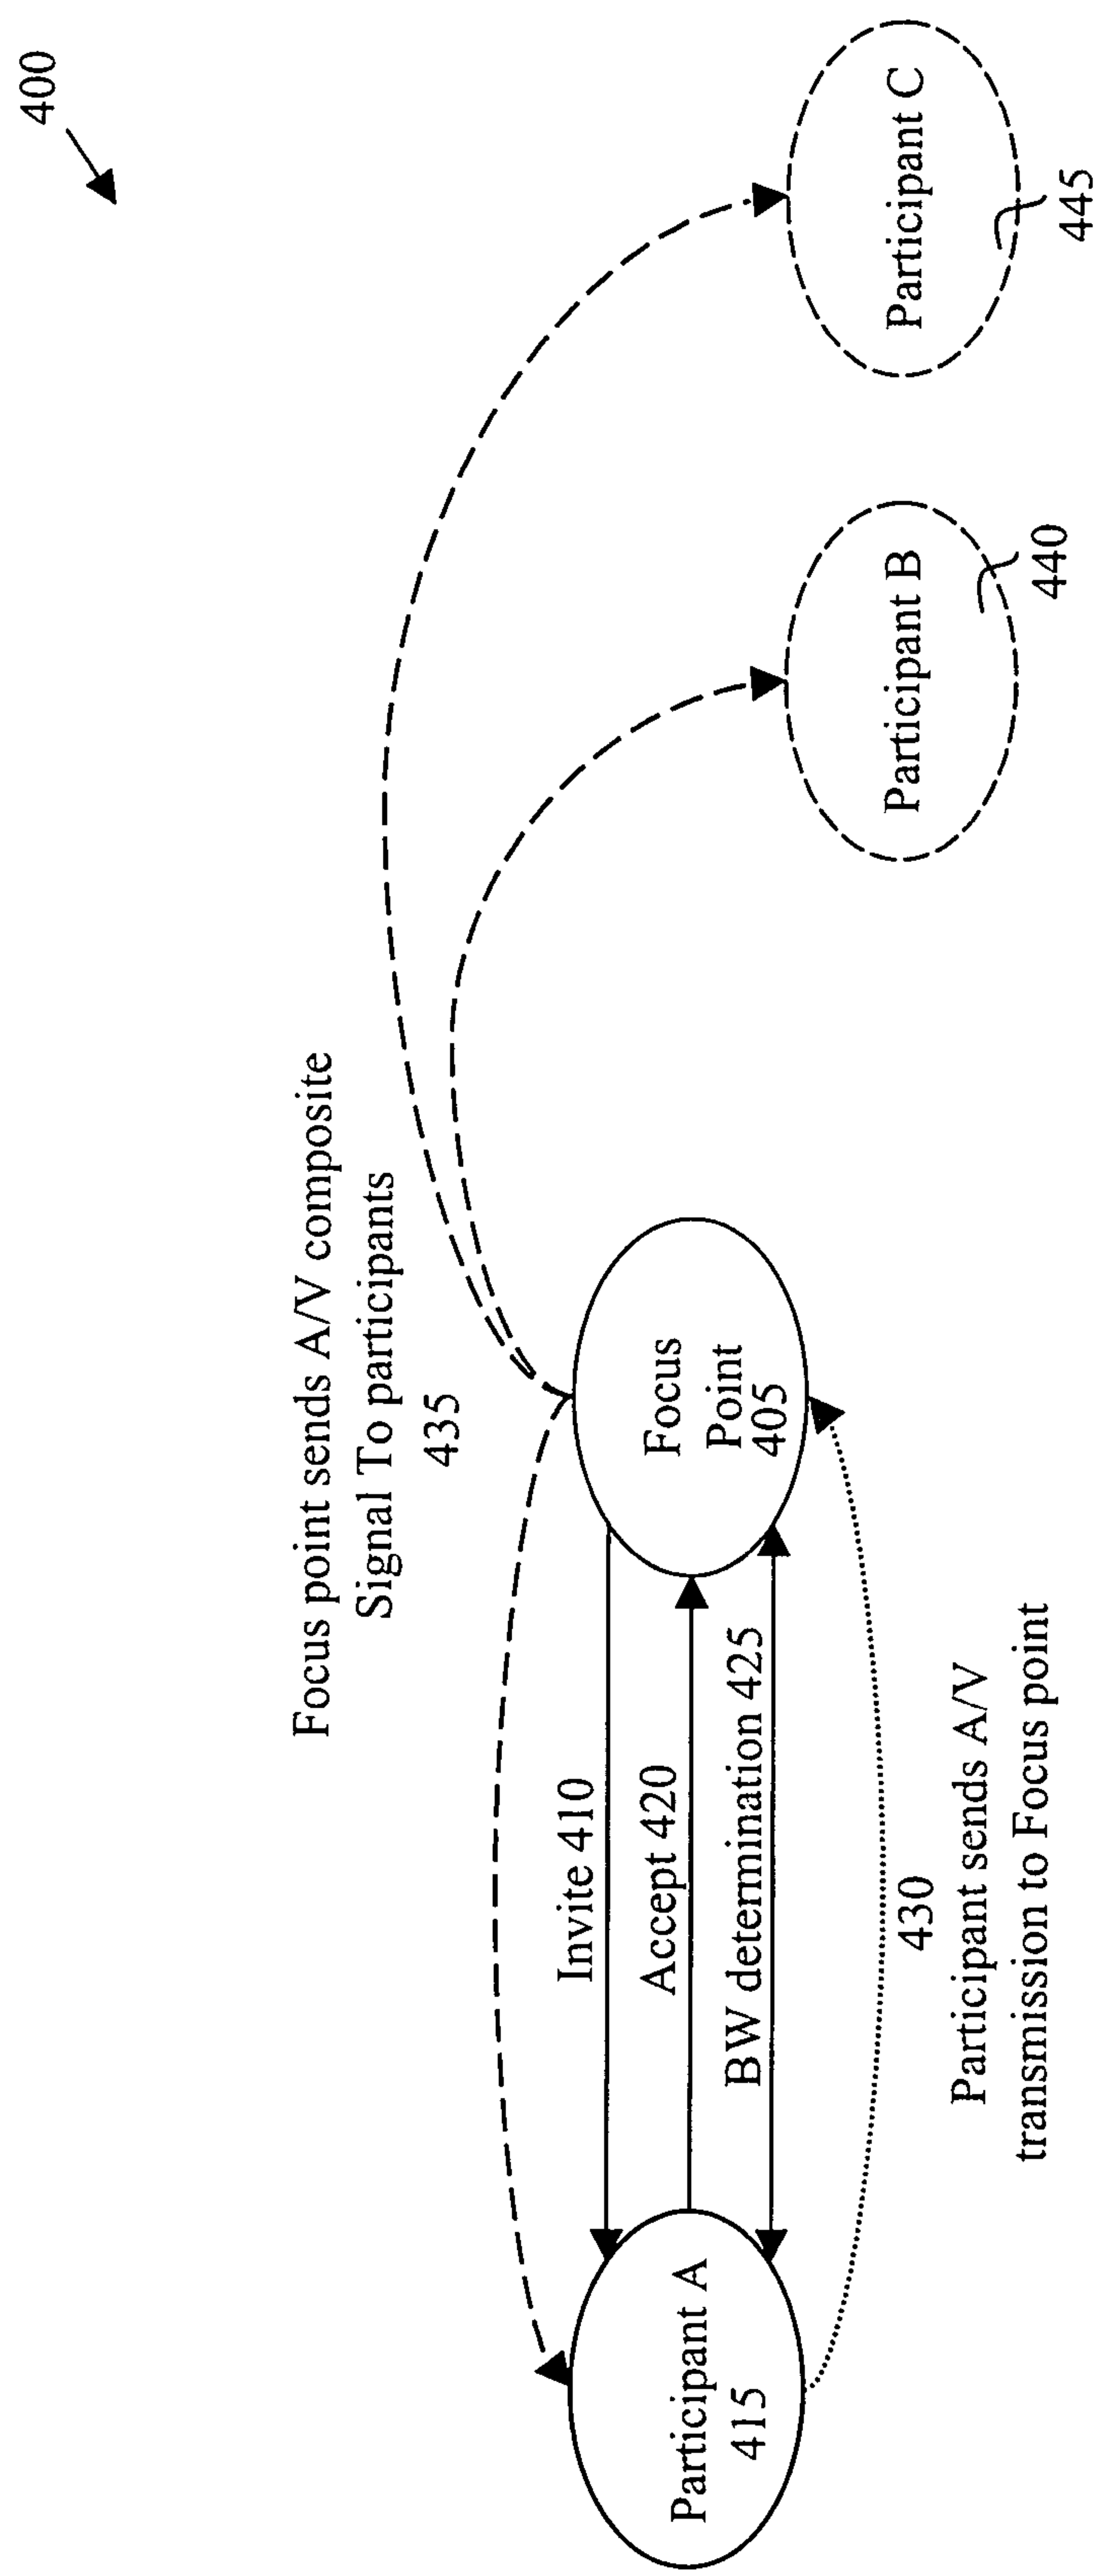 400
Focus point sends A/V composite
Signal To participants
435
Invite 410
Accept 420
BW determination 425
Participant A
415
Focus
Point
405
430
Participant sends A/V
transmission to Focus point
Participant B
440
Participant C
445